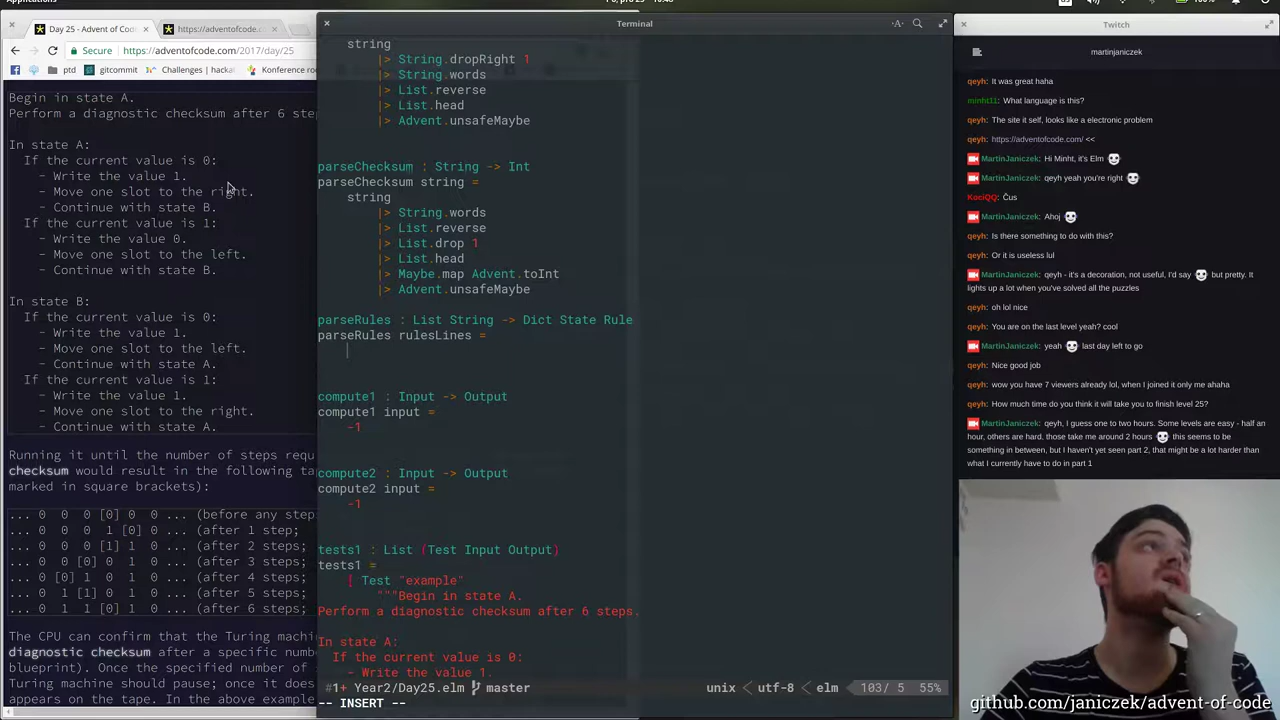 Applications
Day 25 - Advent of Cod
https://adventofcode.c
Terminal
Twitch
Secure
https://adventofcode.com/2017/day/25
ptd
gitcommit
Challenges | hacka
Konference ro
Begin in state A.
Perform a diagnostic checksum after 6 ste
In state A:
If the current value is 0:
- Write the value 1.
- Move one slot to the right.
- Continue with state B.
If the current value is 1:
- Write the value 0.
- Move one slot to the left.
- Continue with state B.
In state B:
If the current value is 0:
- Write the value 1.
- Move one slot to the left.
- Continue with state A.
If the current value is 1:
- Write the value 1.
- Move one slot to the right.
- Continue with state A.
Running it until the number of steps requ
checksum would result in the following ta
marked in square brackets):
... 0 0 0 [0] 0 0 ... (before any step
... 0 0 0 1 [0] 0 ... (after 1 step;
... 0 0 0 [1] 1 0 ... (after 2 steps;
... 0 0 [0] 0 1 0 ... (after 3 steps;
... 0 [0] 1 0 1 0 ... (after 4 steps;
... 0 1 [1] 0 1 0 ... (after 5 steps;
... 0 1 1 [0] 1 0 ... (after 6 steps;
The CPU can confirm that the Turing machin
diagnostic checksum after a specific numb
blueprint). Once the specified number of
Turing machine should pause; once it does
appears on the tape. In the above example
string
|> String.dropRight 1
|> String.words
|> List.reverse
|> List.head
|> Advent.unsafeMaybe
parseChecksum : String -> Int
parseChecksum string =
string
|> String.words
|> List.reverse
|> List.drop 1
|> List.head
|> Maybe.map Advent.toInt
|> Advent.unsafeMaybe
parseRules : List String -> Dict State Rule
parseRules rulesLines =
compute1 : Input -> Output
compute1 input =
-1
compute2 : Input -> Output
compute2 input =
-1
tests1 : List (Test Input Output)
tests1 =
[ Test "example"
"""Begin in state A.
Perform a diagnostic checksum after 6 steps.
In state A:
If the current value is 0:
- Write the value 1.
#1+ Year2/Day25.elm master
unix < utf-8 < elm 103/ 5 55%
-- INSERT --
martinjaniczek
qeyh: It was great haha
minht11: What language is this?
qeyh: The site it self, looks like a electronic problem
qeyh: https://adventofcode.com/ <<
MartinJaniczek: Hi Minht, it's Elm
MartinJaniczek: qeyh yeah you're right
KociQQ: Čus
MartinJaniczek: Ahoj
qeyh: Is there something to do with this?
qeyh: Or it is useless lul
MartinJaniczek: qeyh - it's a decoration, not useful, I'd say but pretty. It
lights up a lot when you've solved all the puzzles
qeyh: oh lol nice
qeyh: You are on the last level yeah? cool
MartinJaniczek: yeah last day left to go
qeyh: Nice good job
qeyh: wow you have 7 viewers already lol, when I joined it only me ahaha
qeyh: How much time do you think it will take you to finish level 25?
MartinJaniczek: qeyh, I guess one to two hours. Some levels are easy - half an
hour, others are hard, those take me around 2 hours this seems to be
something in between, but I haven't yet seen part 2, that might be a lot harder than
what I currently have to do in part 1
github.com/janiczek/advent-of-code